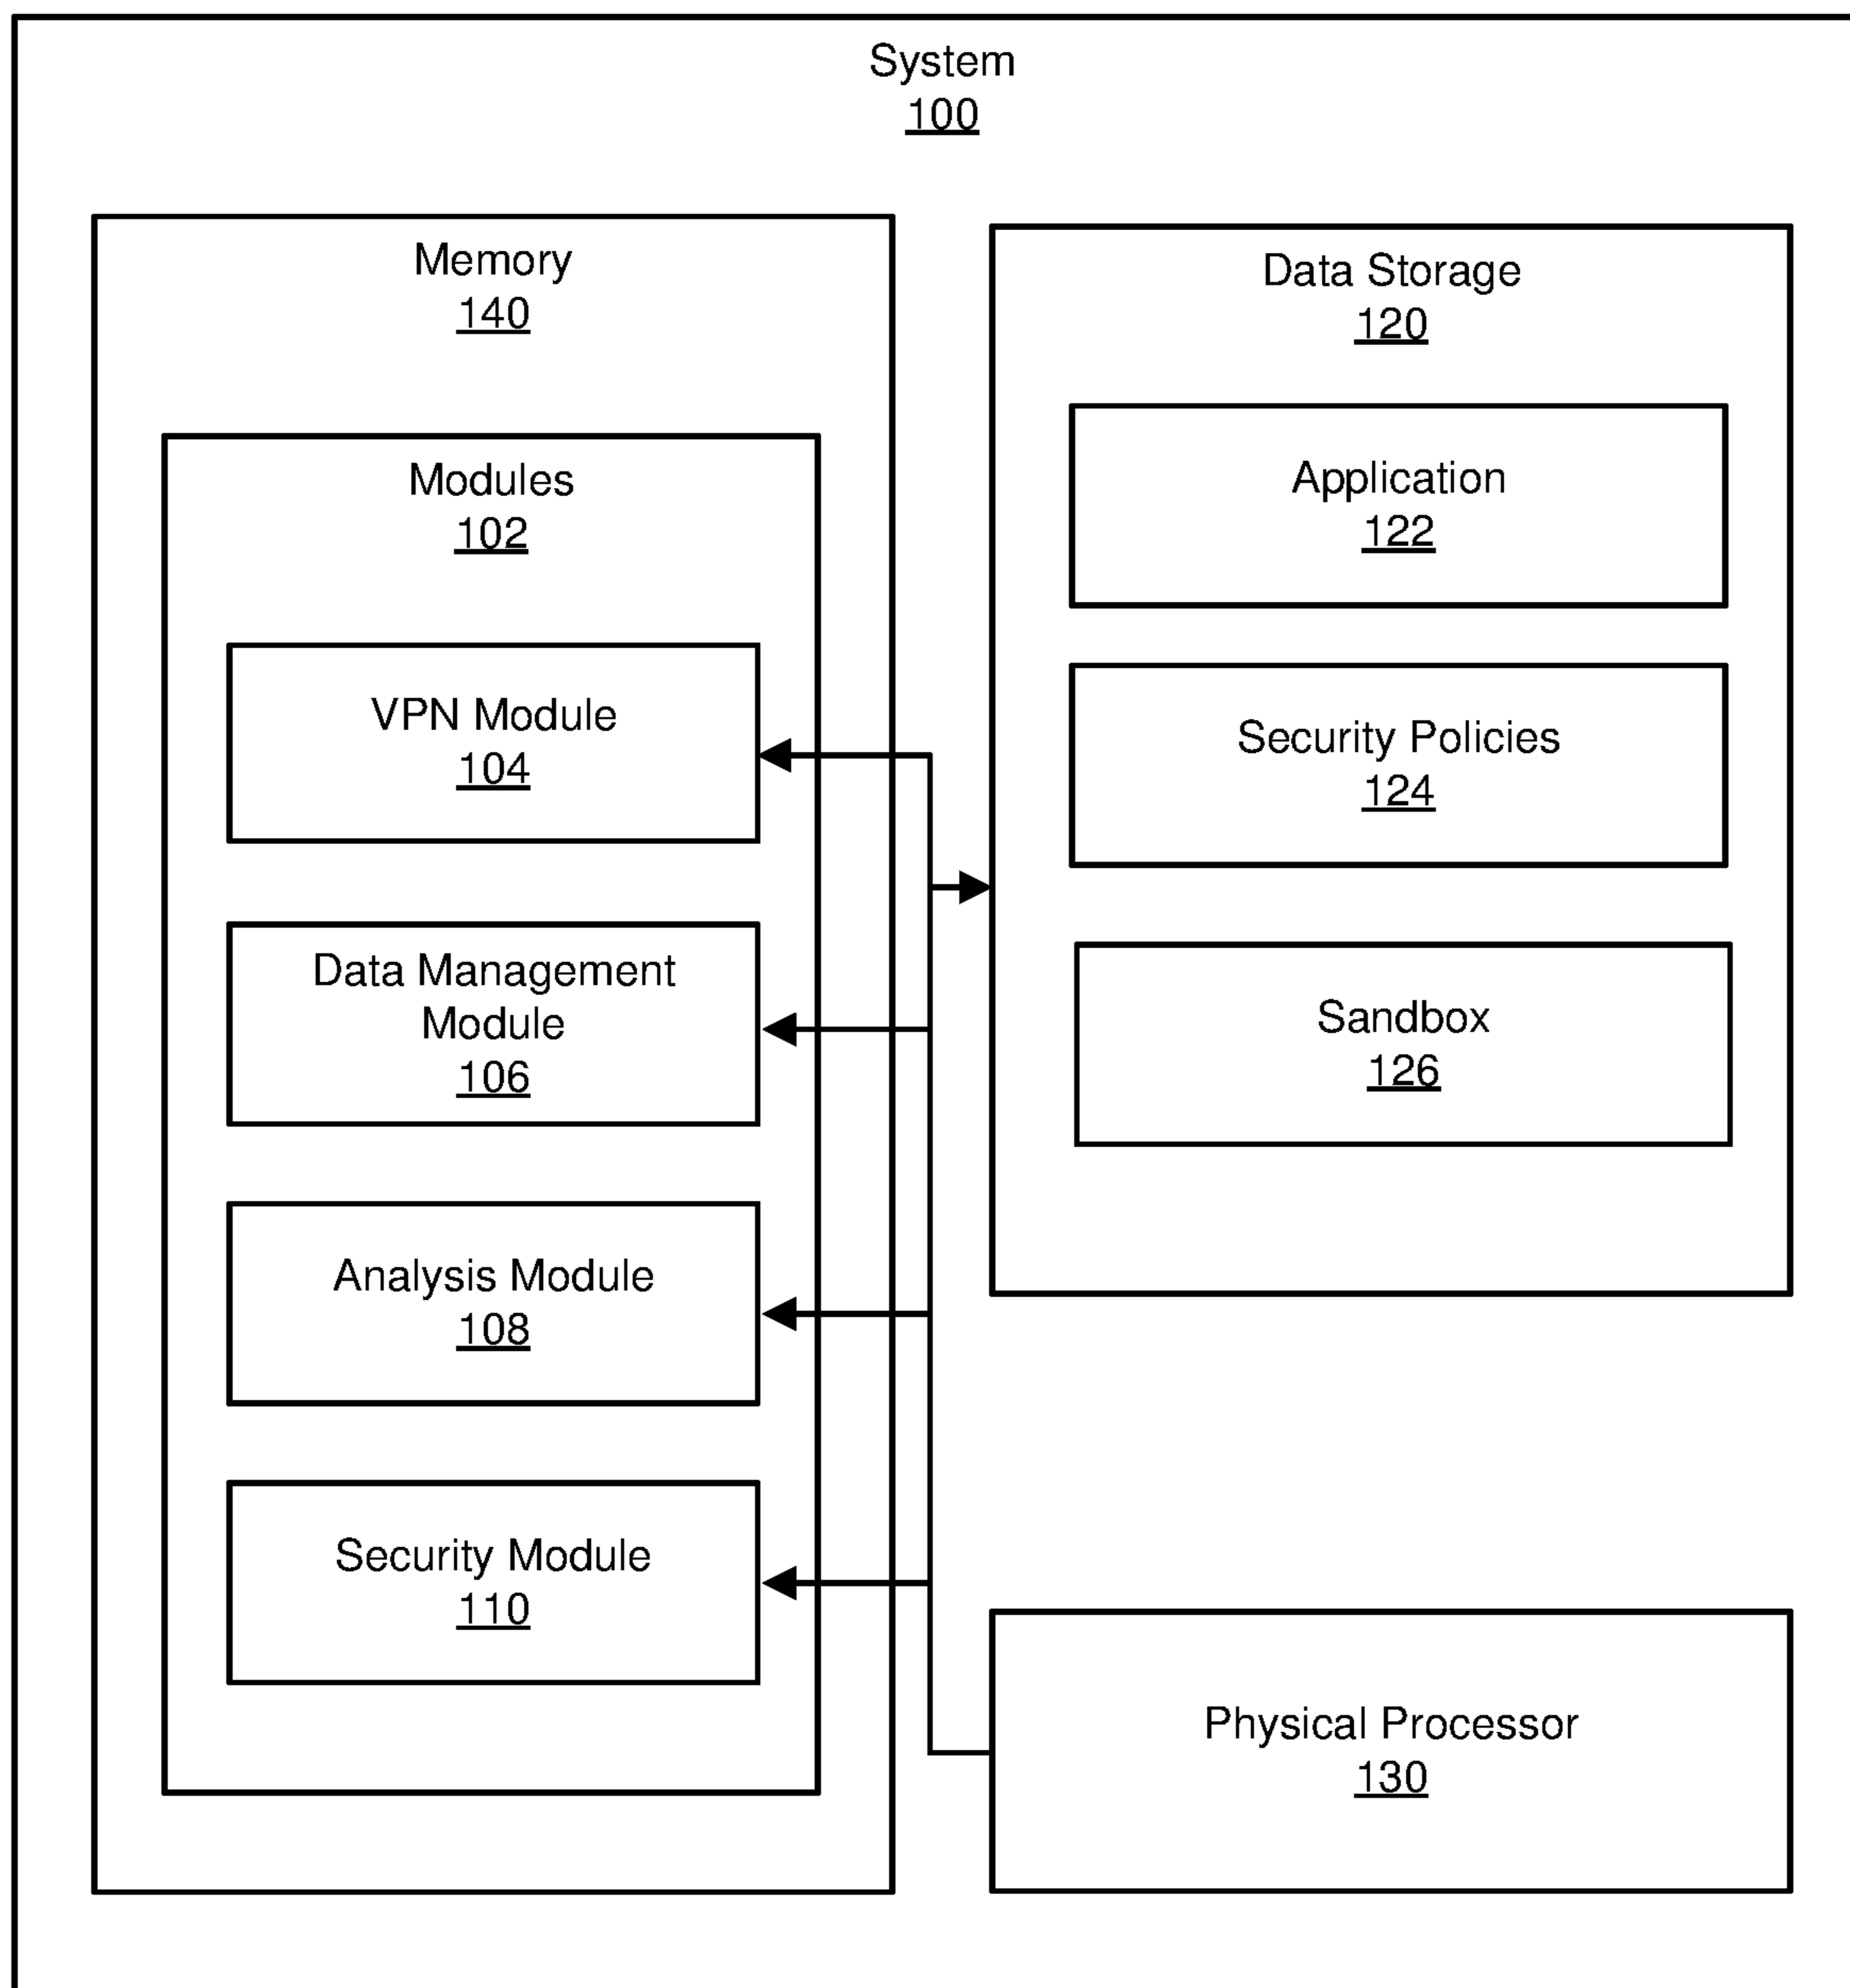 System
100
Memory
140
Modules
102
VPN Module
104
Data Management
Module
106
Analysis Module
108
Security Module
110
Data Storage
120
Application
122
Security Policies
124
Sandbox
126
Physical Processor
130